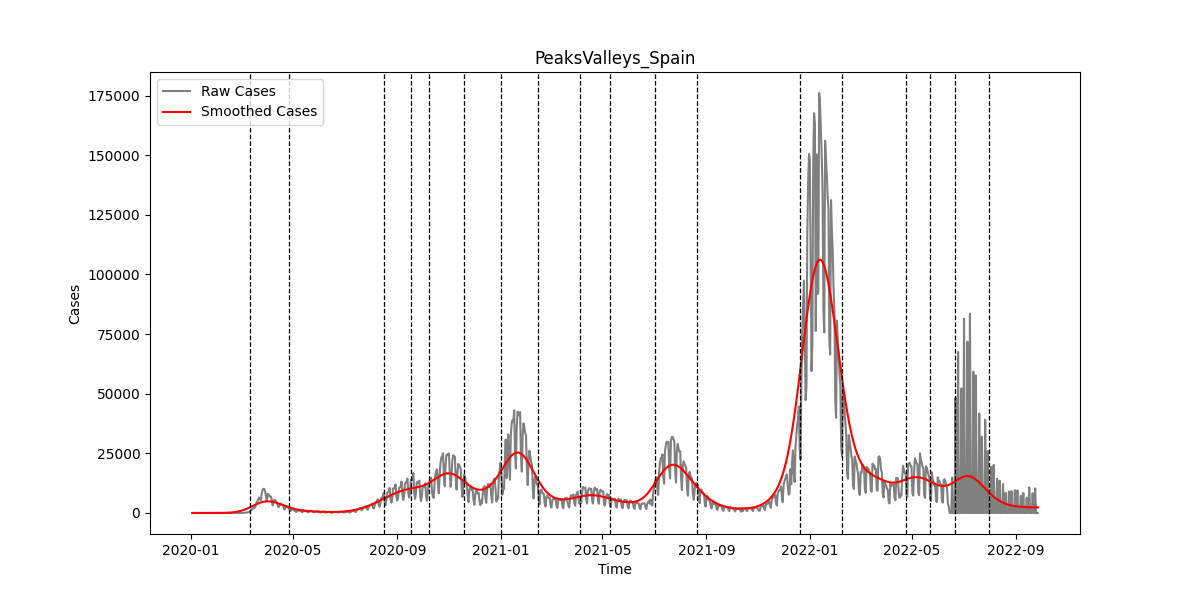 PeaksValleys_Spain
Raw Cases
Smoothed Cases
175000
150000
125000
100000
75000
50000
25000
0
Cases
2020-01 2020-05 2020-09 2021-01 2021-05 2021-09 2022-01 2022-05 2022-09
Time